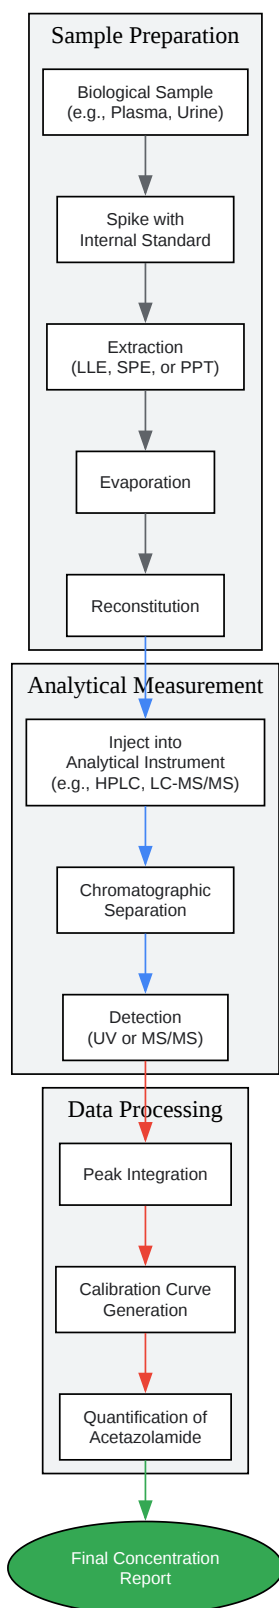 Sample Preparation
Biological Sample
(e.g., Plasma, Urine)
Spike with
Internal Standard
Extraction
(LLE, SPE, or PPT)
Evaporation
Reconstitution
Analytical Measurement
Inject into
Analytical Instrument
(e.g., HPLC, LC-MS/MS)
Chromatographic
Separation
Detection
(UV or MS/MS)
Data Processing
Peak Integration
Calibration Curve
Generation
Quantification of
Acetazolamide
Final Concentration
Report